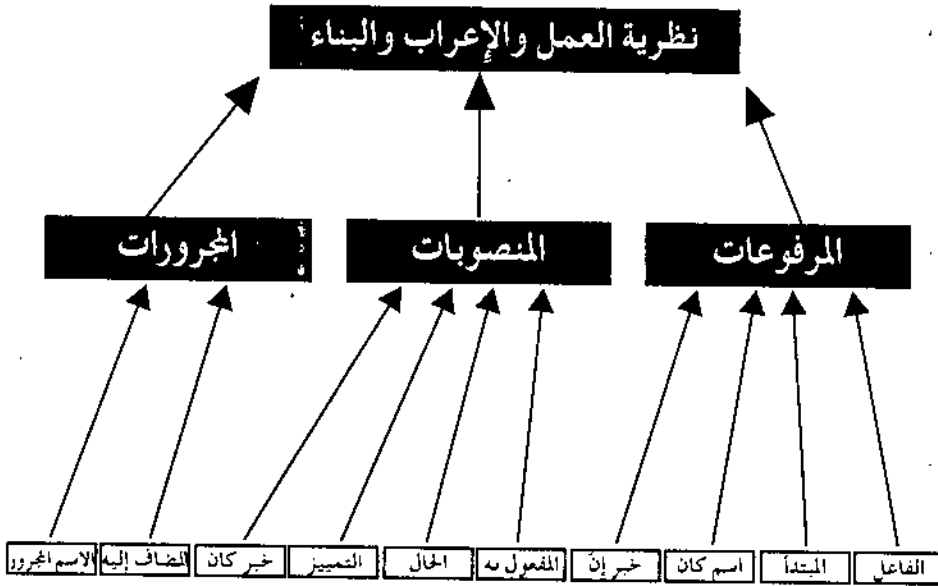 نظرية العمل والإعراب والبناء
المرفوعات
المنصوبات
المجرورات
الفاعل
المبتدأ
اسم كان
خبر إن
المفعول به
الحال
التمييز
خبر كان
المضاف إليه
الاسم المجرور